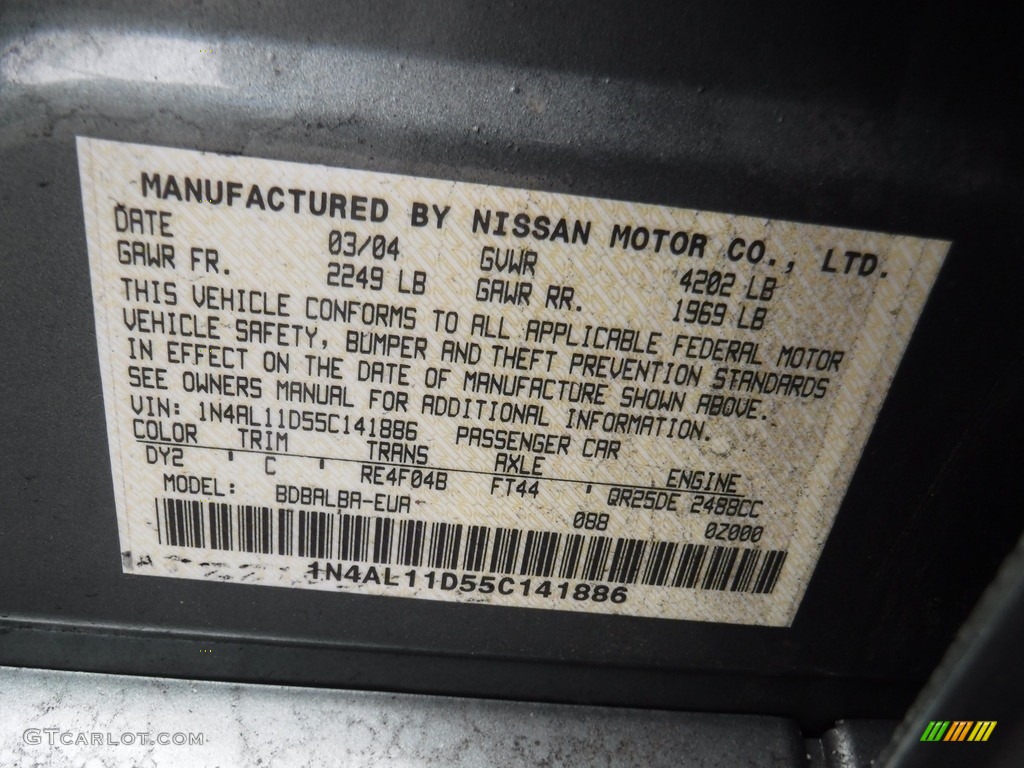 MANUFACTURED BY NISSAN MOTOR CO., LTD.
DATE 03/04 GVWR 4202 LB
GAWR FR. 2249 LB GAWR RR. 1969 LB
THIS VEHICLE CONFORMS TO ALL APPLICABLE FEDERAL MOTOR
VEHICLE SAFETY, BUMPER AND THEFT PREVENTION STANDARDS
IN EFFECT ON THE DATE OF MANUFACTURE SHOWN ABOVE.
SEE OWNERS MANUAL FOR ADDITIONAL INFORMATION.
VIN: 1N4AL11D55C141886 PASSENGER CAR
COLOR TRIM TRANS AXLE ENGINE
DY2 C RE4F04B FT44 QR25DE 2488CC
MODEL: BDBALBA-EUA 088 0Z000
1N4AL11D55C141886
GTCARLOT.COM